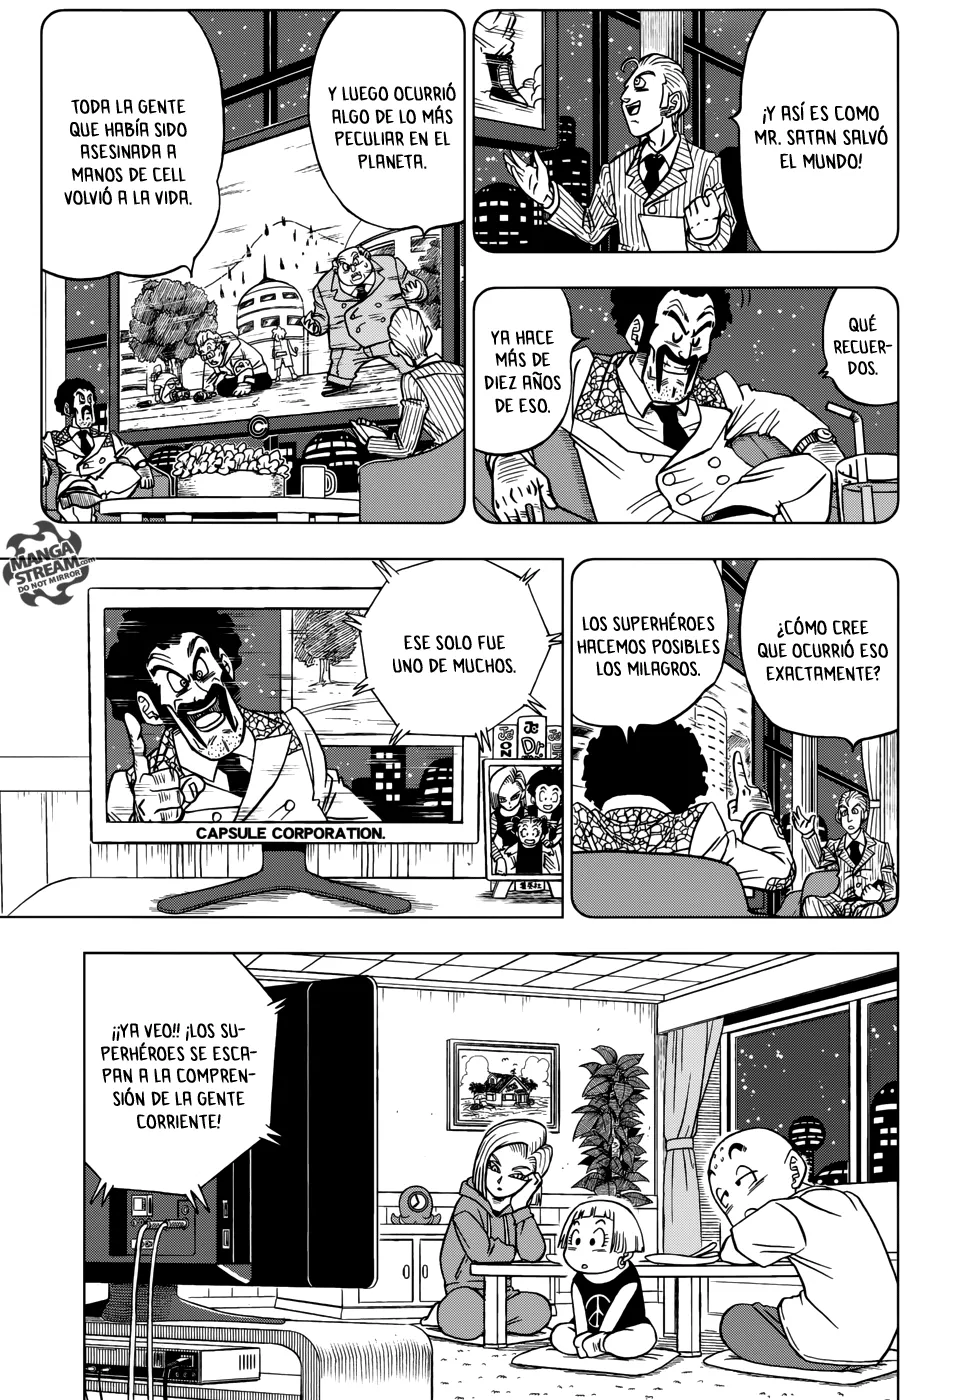 ¡Y ASÍ ES COMO
MR. SATAN SALVÓ
EL MUNDO!
Y LUEGO OCURRIÓ
ALGO DE LO MÁS
PECULIAR EN EL
PLANETA.
TODA LA GENTE
QUE HABÍA SIDO
ASESINADA A
MANOS DE CELL
VOLVIÓ A LA VIDA.
QUÉ
RECUER-
DOS.
YA HACE
MÁS DE
DIEZ AÑOS
DE ESO.
MANGA
STREAM.com
DO NOT MIRROR
¿CÓMO CREE
QUE OCURRIÓ ESO
EXACTAMENTE?
LOS SUPERHÉROES
HACEMOS POSIBLES
LOS MILAGROS.
ESE SOLO FUE
UNO DE MUCHOS.
CAPSULE CORPORATION.
¡¡YA VEO!! ¡LOS SU-
PERHÉROES SE ESCA-
PAN A LA COMPREN-
SIÓN DE LA GENTE
CORRIENTE!